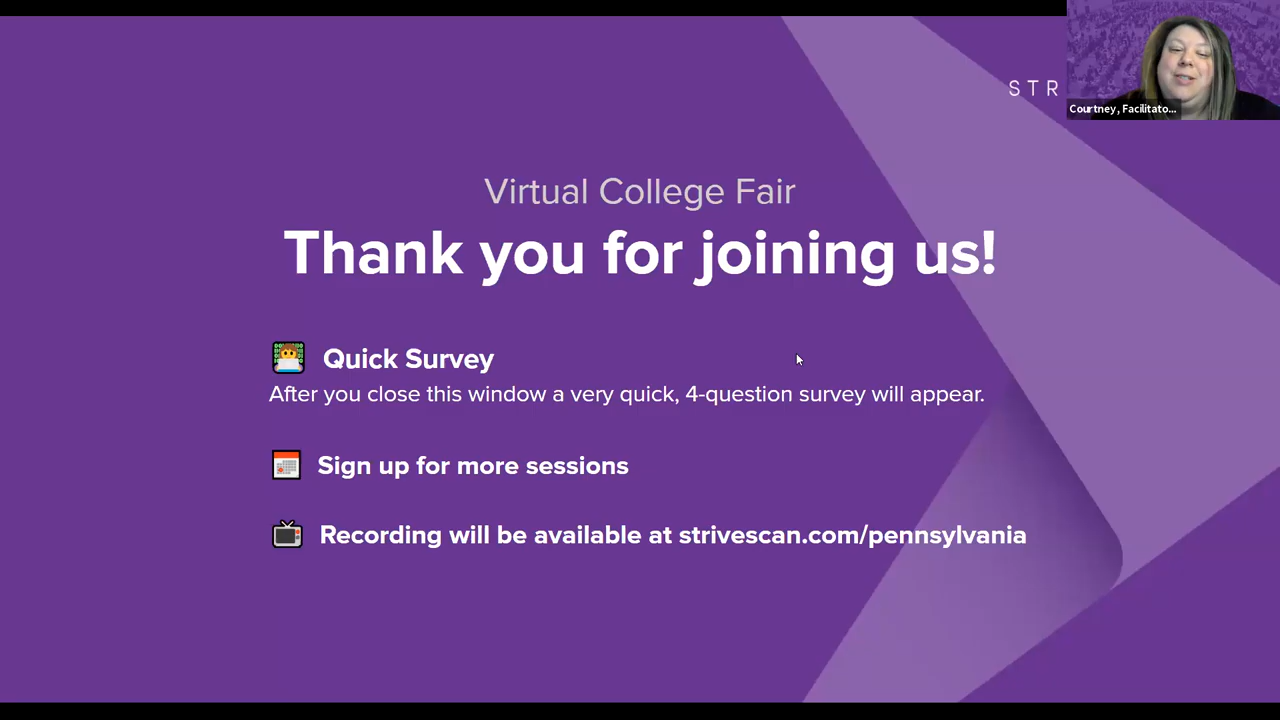 STR
Courtney, Facilitato...
Virtual College Fair
Thank you for joining us!
Quick Survey
After you close this window a very quick, 4-question survey will appear.
Sign up for more sessions
Recording will be available at strivescan.com/pennsylvania